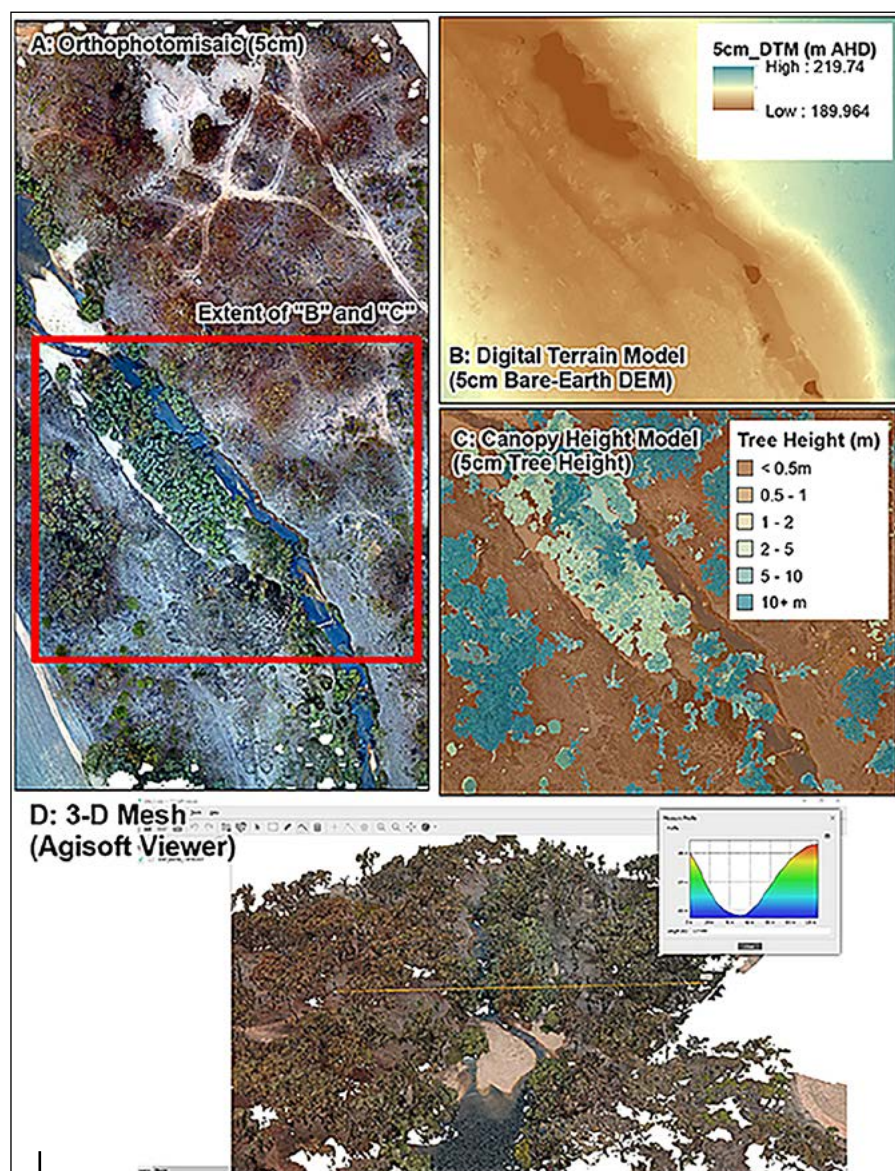 A: Orthophotomisaic (5cm)
Extent of "B" and "C"
5cm_DTM (m AHD)
High : 219.74
Low : 189.964
B: Digital Terrain Model
(5cm Bare-Earth DEM)
C: Canopy Height Model
(5cm Tree Height)
Tree Height (m)
< 0.5m
0.5 - 1
1 - 2
2 - 5
5 - 10
10+ m
D: 3-D Mesh
(Agisoft Viewer)